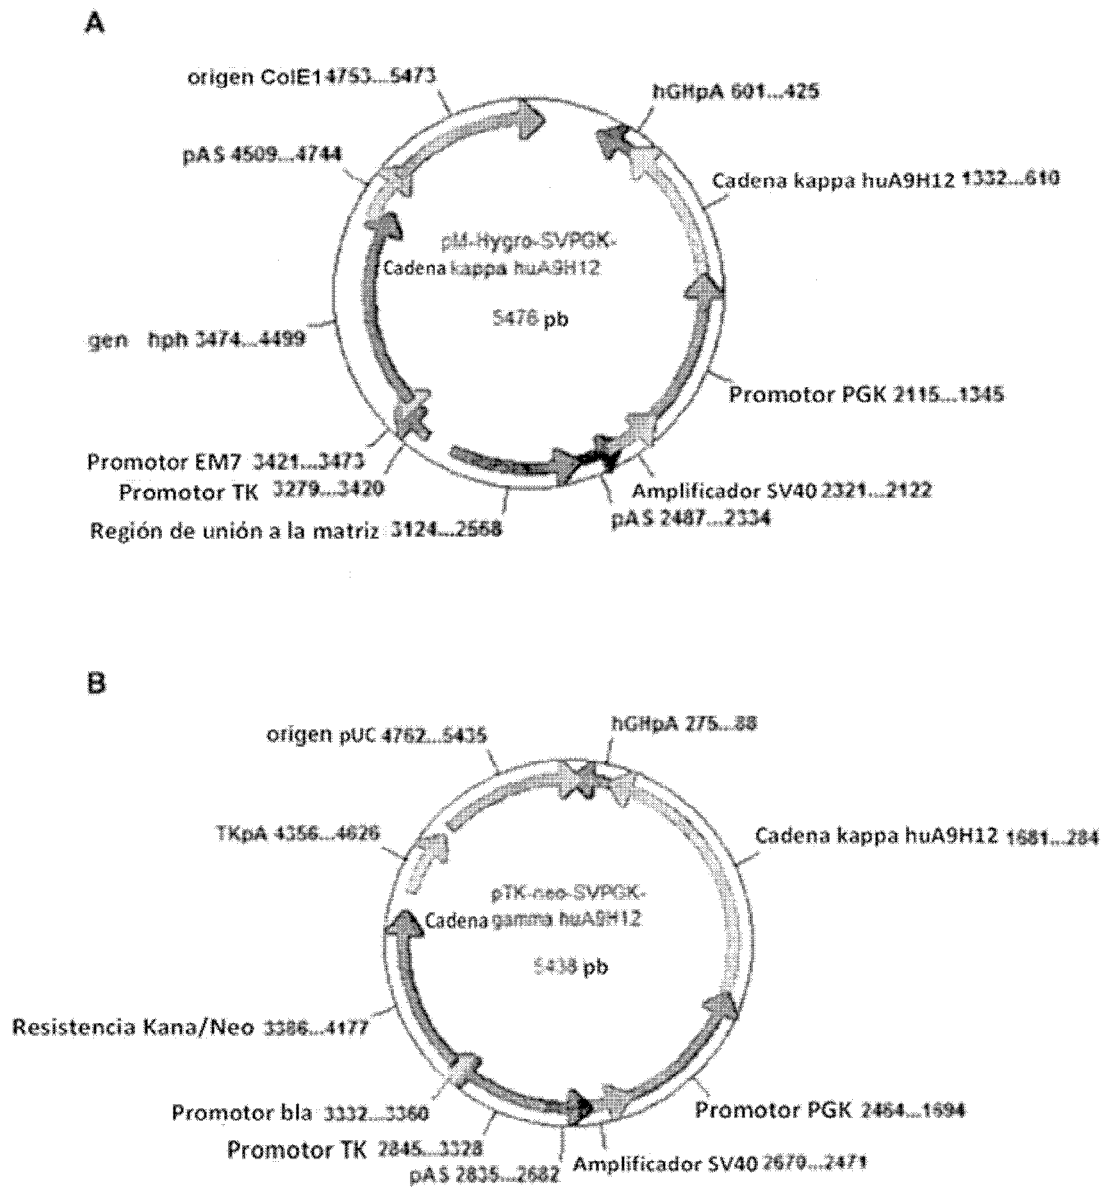 A
origen ColE1 4753...5473
hGHpA 601...425
pAS 4509...4744
Cadena kappa huA9H12 1332...610
pM-Hygro-SVPGK-
Cadena kappa huA9H12
5476 pb
gen hph 3474...4499
Promotor PGK 2115...1345
Promotor EM7 3421...3473
Promotor TK 3279...3420
Amplificador SV40 2321...2122
pAS 2487...2334
Región de unión a la matriz 3124...2568
B
hGHpA 275...88
origen pUC 4762...5435
TKpA 4356...4626
Cadena kappa huA9H12 1681...284
pTK-neo-SVPGK-
Cadena gamma huA9H12
5438 pb
Resistencia Kana/Neo 3386...4177
Promotor bla 3332...3360
Promotor PGK 2464...1694
Promotor TK 2845...3328
Amplificador SV40 2670...2471
pAS 2835...2682